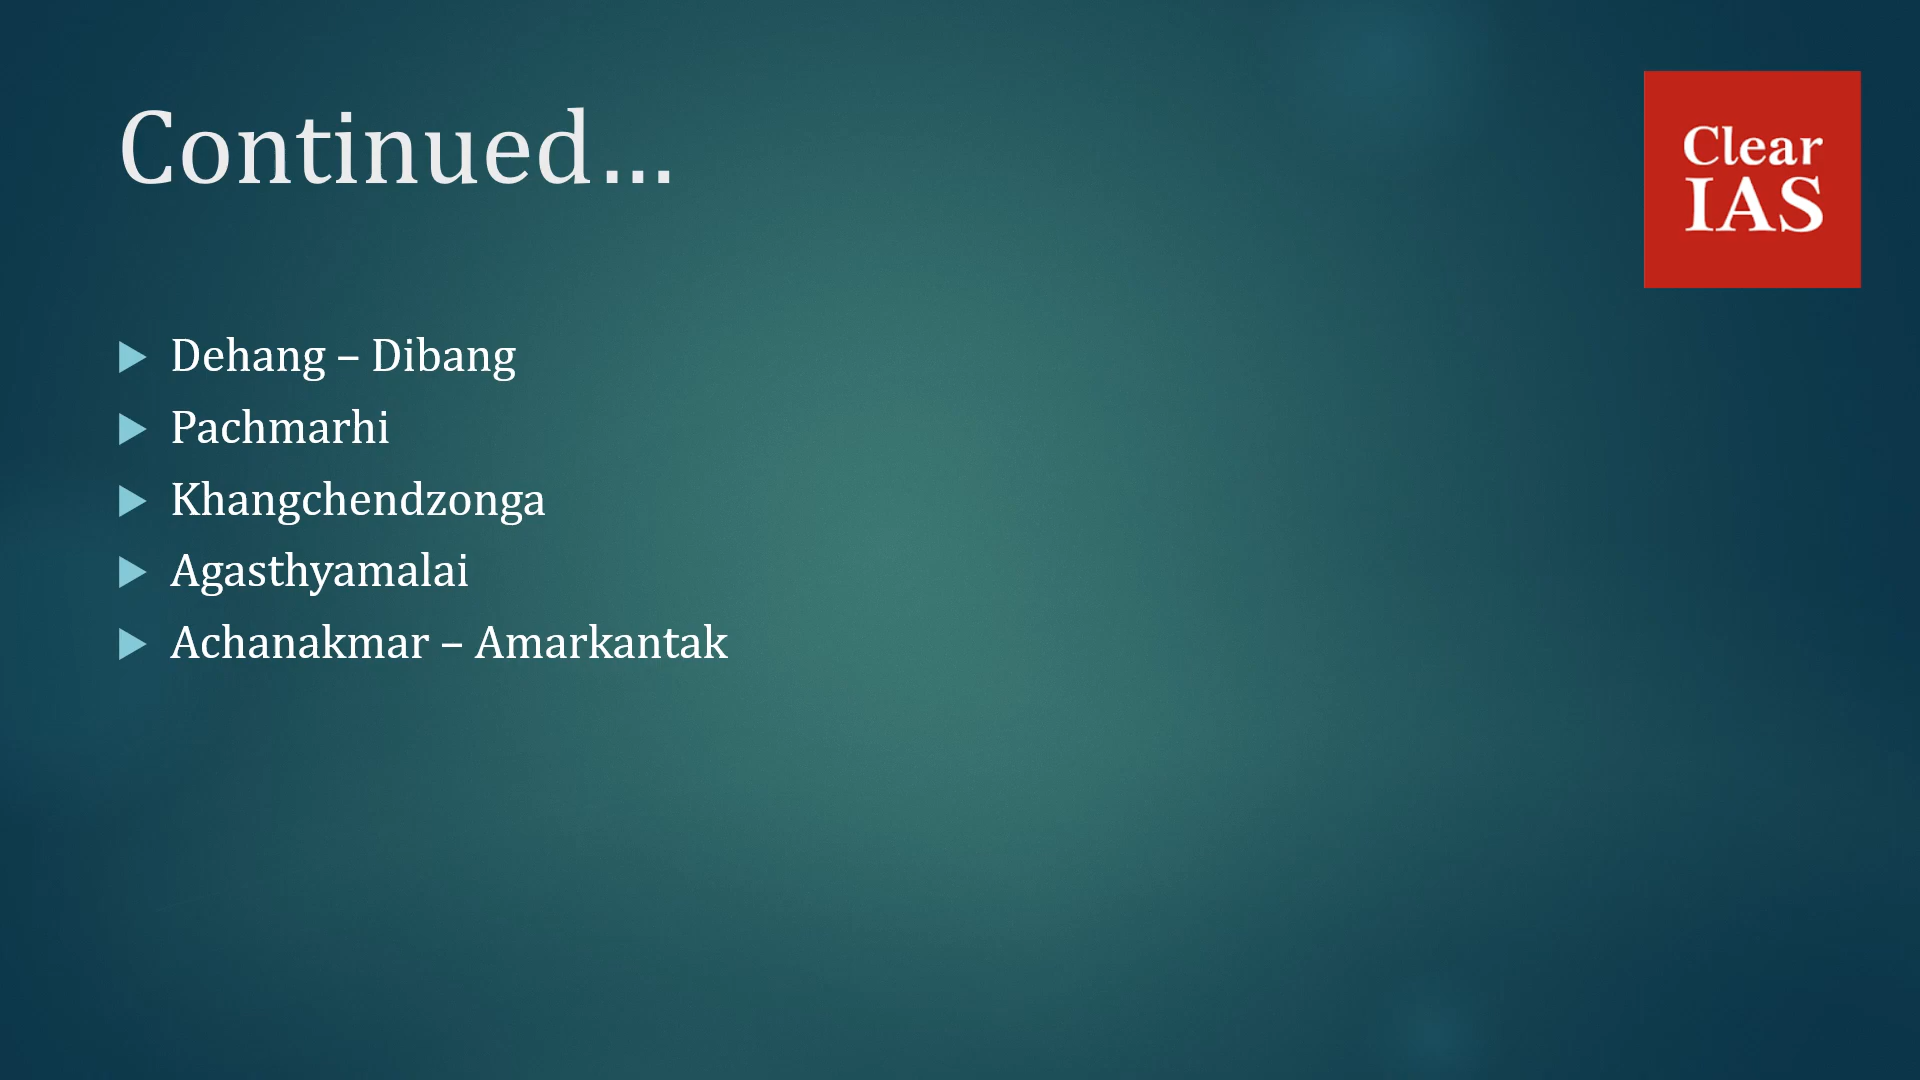 Continued...
Clear
IAS
Dehang – Dibang
Pachmarhi
Khangchendzonga
Agasthyamalai
Achanakmar – Amarkantak